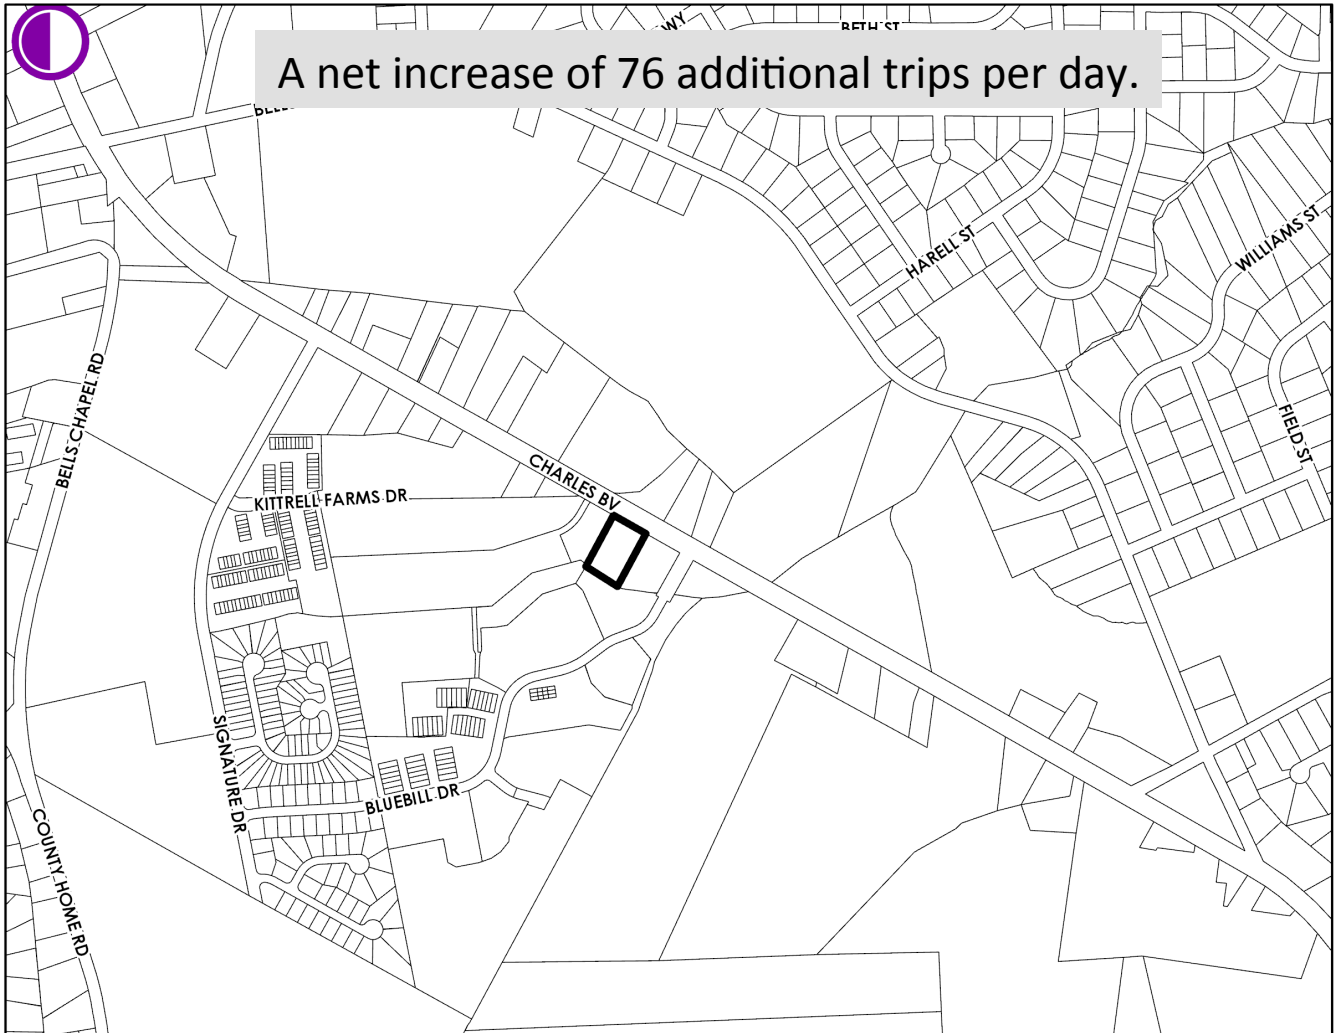 WY
BETH ST
A net increase of 76 additional trips per day.
HARELL ST
WILLIAMS ST
BELLS CHAPEL RD
FIELD ST
CHARLES BV
KITTRELL FARMS DR
SIGNATURE DR
BLUEBILL DR
COUNTY HOME RD